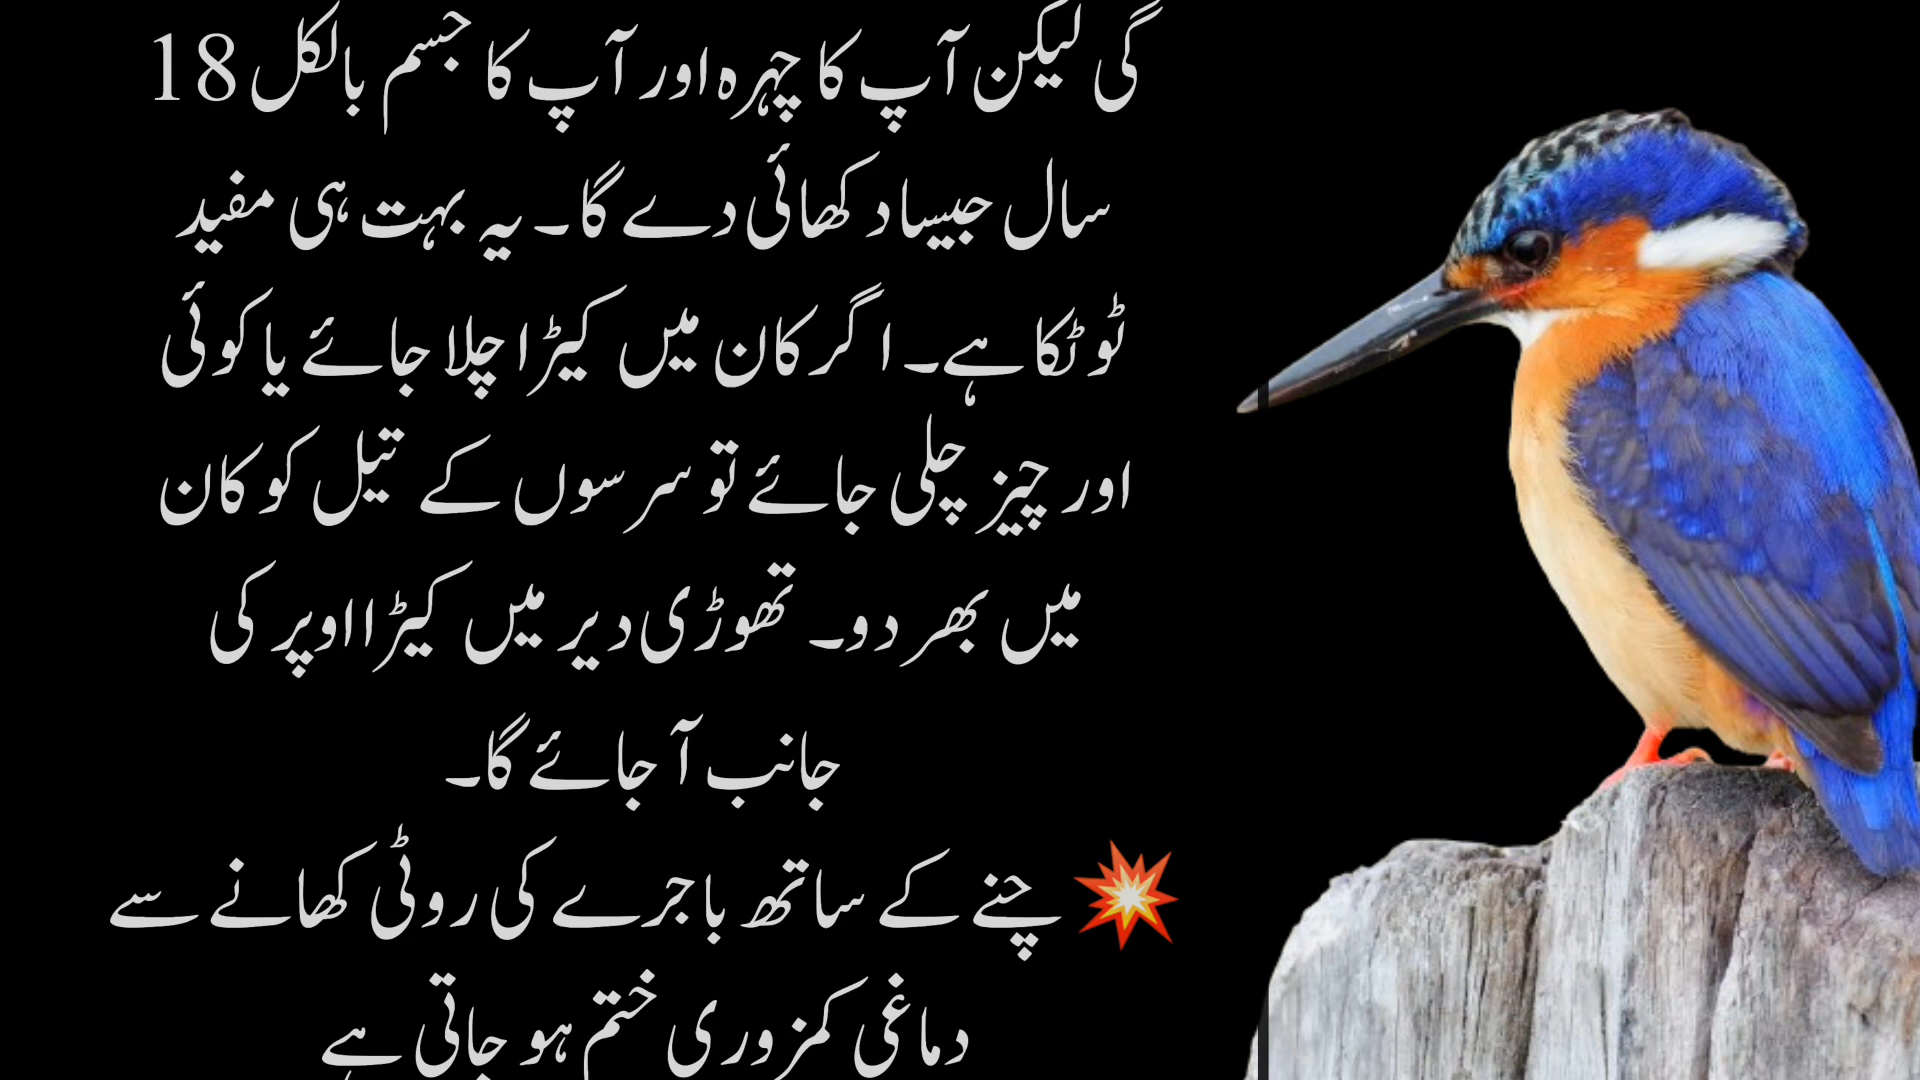 گی لیکن آپ کا چہرہ اور آپ کا جسم بالکل 18
سال جیسا دکھائی دے گا۔ یہ بہت ہی مفید
ٹوٹکا ہے۔ اگر کان میں کیڑا چلا جائے یا کوئی
اور چیز چلی جائے تو سرسوں کے تیل کو کان
میں بھر دو۔ تھوڑی دیر میں کیڑا اوپر کی
جانب آ جائے گا۔
💥 چنے کے ساتھ باجرے کی روٹی کھانے سے
دماغی کمزوری ختم ہو جاتی ہے